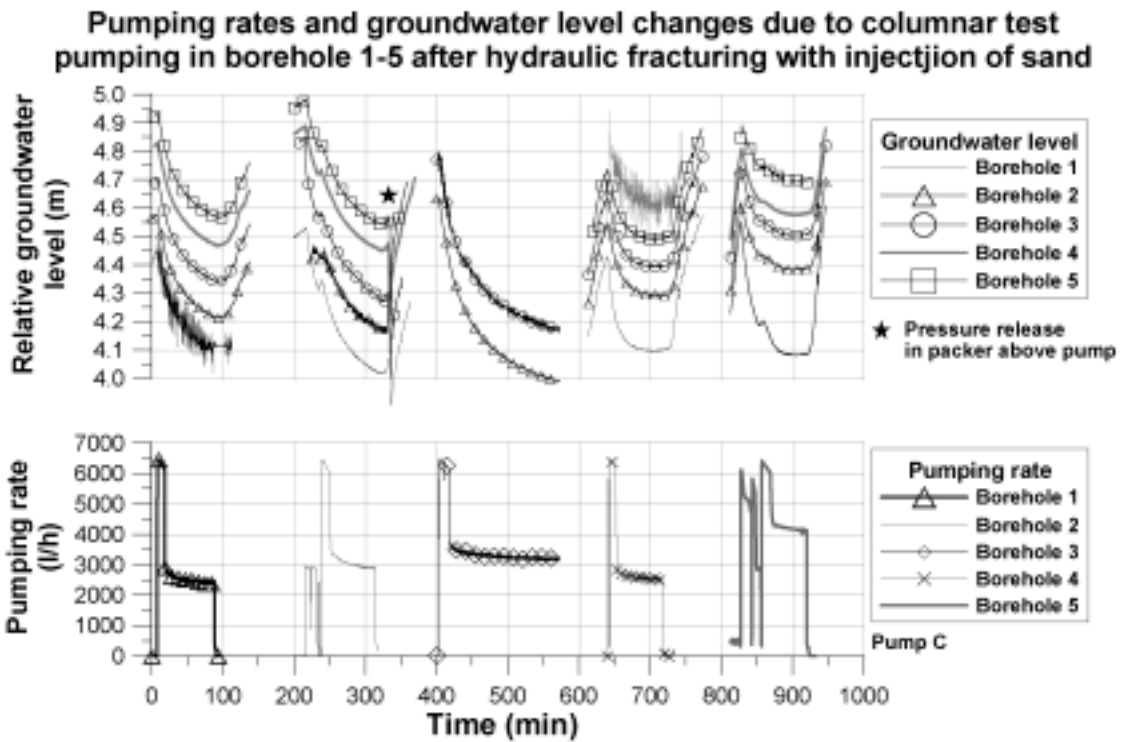 Pumping rates and groundwater level changes due to columnar test
pumping in borehole 1-5 after hydraulic fracturing with injectjion of sand
Relative groundwater
level (m)
5.0
4.9
4.8
4.7
4.6
4.5
4.4
4.3
4.2
4.1
4.0
Groundwater level
Borehole 1
Borehole 2
Borehole 3
Borehole 4
Borehole 5
★ Pressure release
in packer above pump
Pumping rate
(l/h)
7000
6000
5000
4000
3000
2000
1000
0
Pumping rate
Borehole 1
Borehole 2
Borehole 3
Borehole 4
Borehole 5
Pump C
0 100 200 300 400 500 600 700 800 900 1000
Time (min)